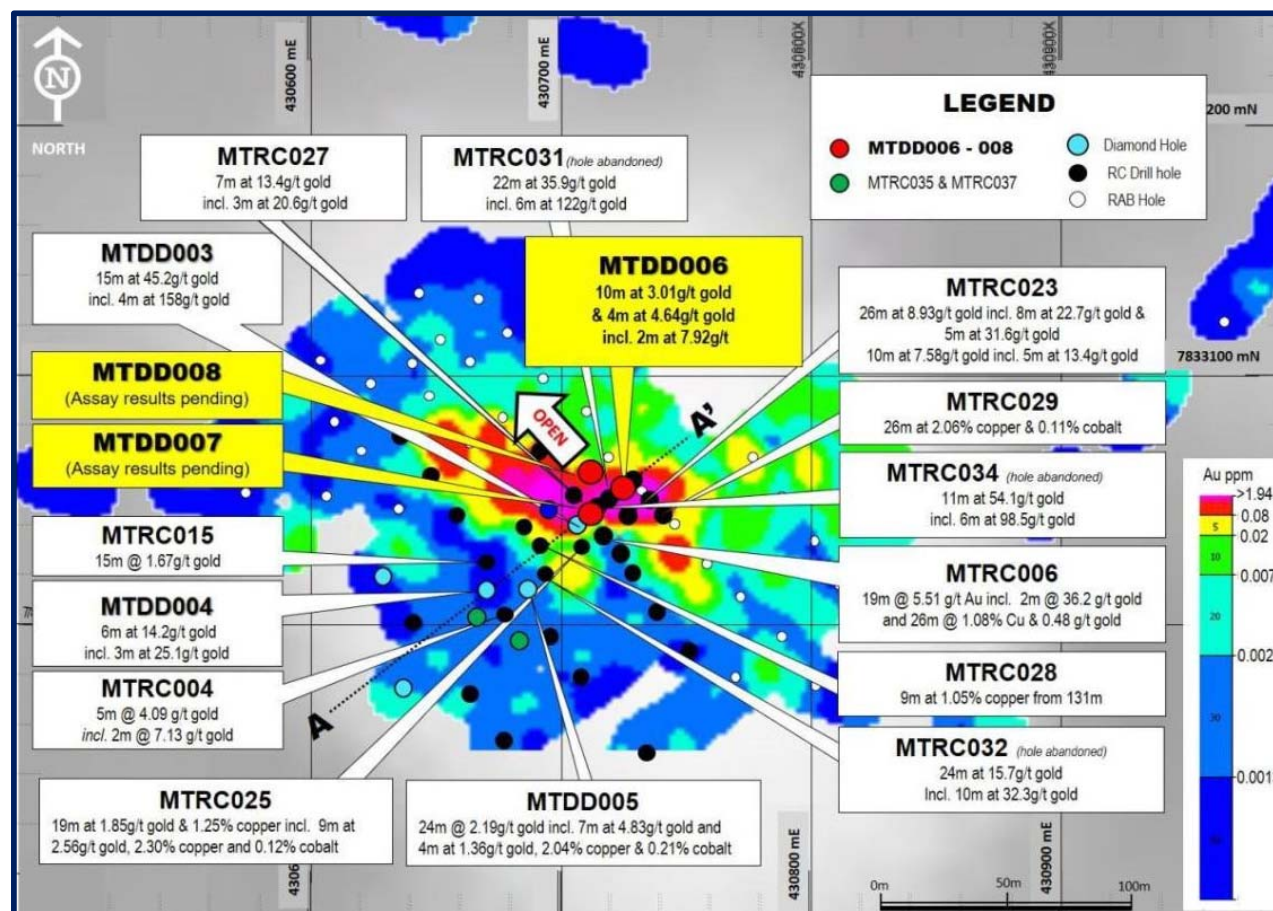 N
NORTH
430600 mE
430700 mE
430800X
430900X
LEGEND
MTDD006 - 008
MTRC035 & MTRC037
Diamond Hole
RC Drill hole
RAB Hole
200 mN
MTRC027
7m at 13.4g/t gold
incl. 3m at 20.6g/t gold
MTRC031 (hole abandoned)
22m at 35.9g/t gold
incl. 6m at 122g/t gold
MTDD003
15m at 45.2g/t gold
incl. 4m at 158g/t gold
MTDD006
10m at 3.01g/t gold
& 4m at 4.64g/t gold
incl. 2m at 7.92g/t
MTRC023
26m at 8.93g/t gold incl. 8m at 22.7g/t gold &
5m at 31.6g/t gold
10m at 7.58g/t gold incl. 5m at 13.4g/t gold
7833100 mN
MTDD008
(Assay results pending)
OPEN
A'
MTDD007
(Assay results pending)
MTRC029
26m at 2.06% copper & 0.11% cobalt
MTRC034 (hole abandoned)
11m at 54.1g/t gold
incl. 6m at 98.5g/t gold
Au ppm
>1.94
0.08
5
0.02
10
0.007
20
0.002
30
0.001
MTRC015
15m @ 1.67g/t gold
MTRC006
19m @ 5.51 g/t Au incl. 2m @ 36.2 g/t gold
and 26m @ 1.08% Cu & 0.48 g/t gold
MTDD004
6m at 14.2g/t gold
incl. 3m at 25.1g/t gold
MTRC028
9m at 1.05% copper from 131m
MTRC004
5m @ 4.09 g/t gold
incl. 2m @ 7.13 g/t gold
A
MTRC032 (hole abandoned)
24m at 15.7g/t gold
Incl. 10m at 32.3g/t gold
MTRC025
19m at 1.85g/t gold & 1.25% copper incl. 9m at
2.56g/t gold, 2.30% copper and 0.12% cobalt
MTDD005
24m @ 2.19g/t gold incl. 7m at 4.83g/t gold and
4m at 1.36g/t gold, 2.04% copper & 0.21% cobalt
4306
430800 mE
430900 mE
0m
50m
100m